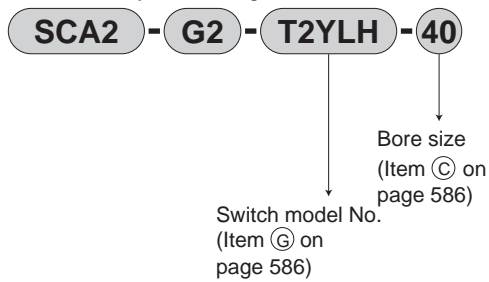 SCA2 - G2 - T2YLH - 40
Bore size
(Item Ⓒ on
page 586)
Switch model No.
(Item Ⓖ on
page 586)